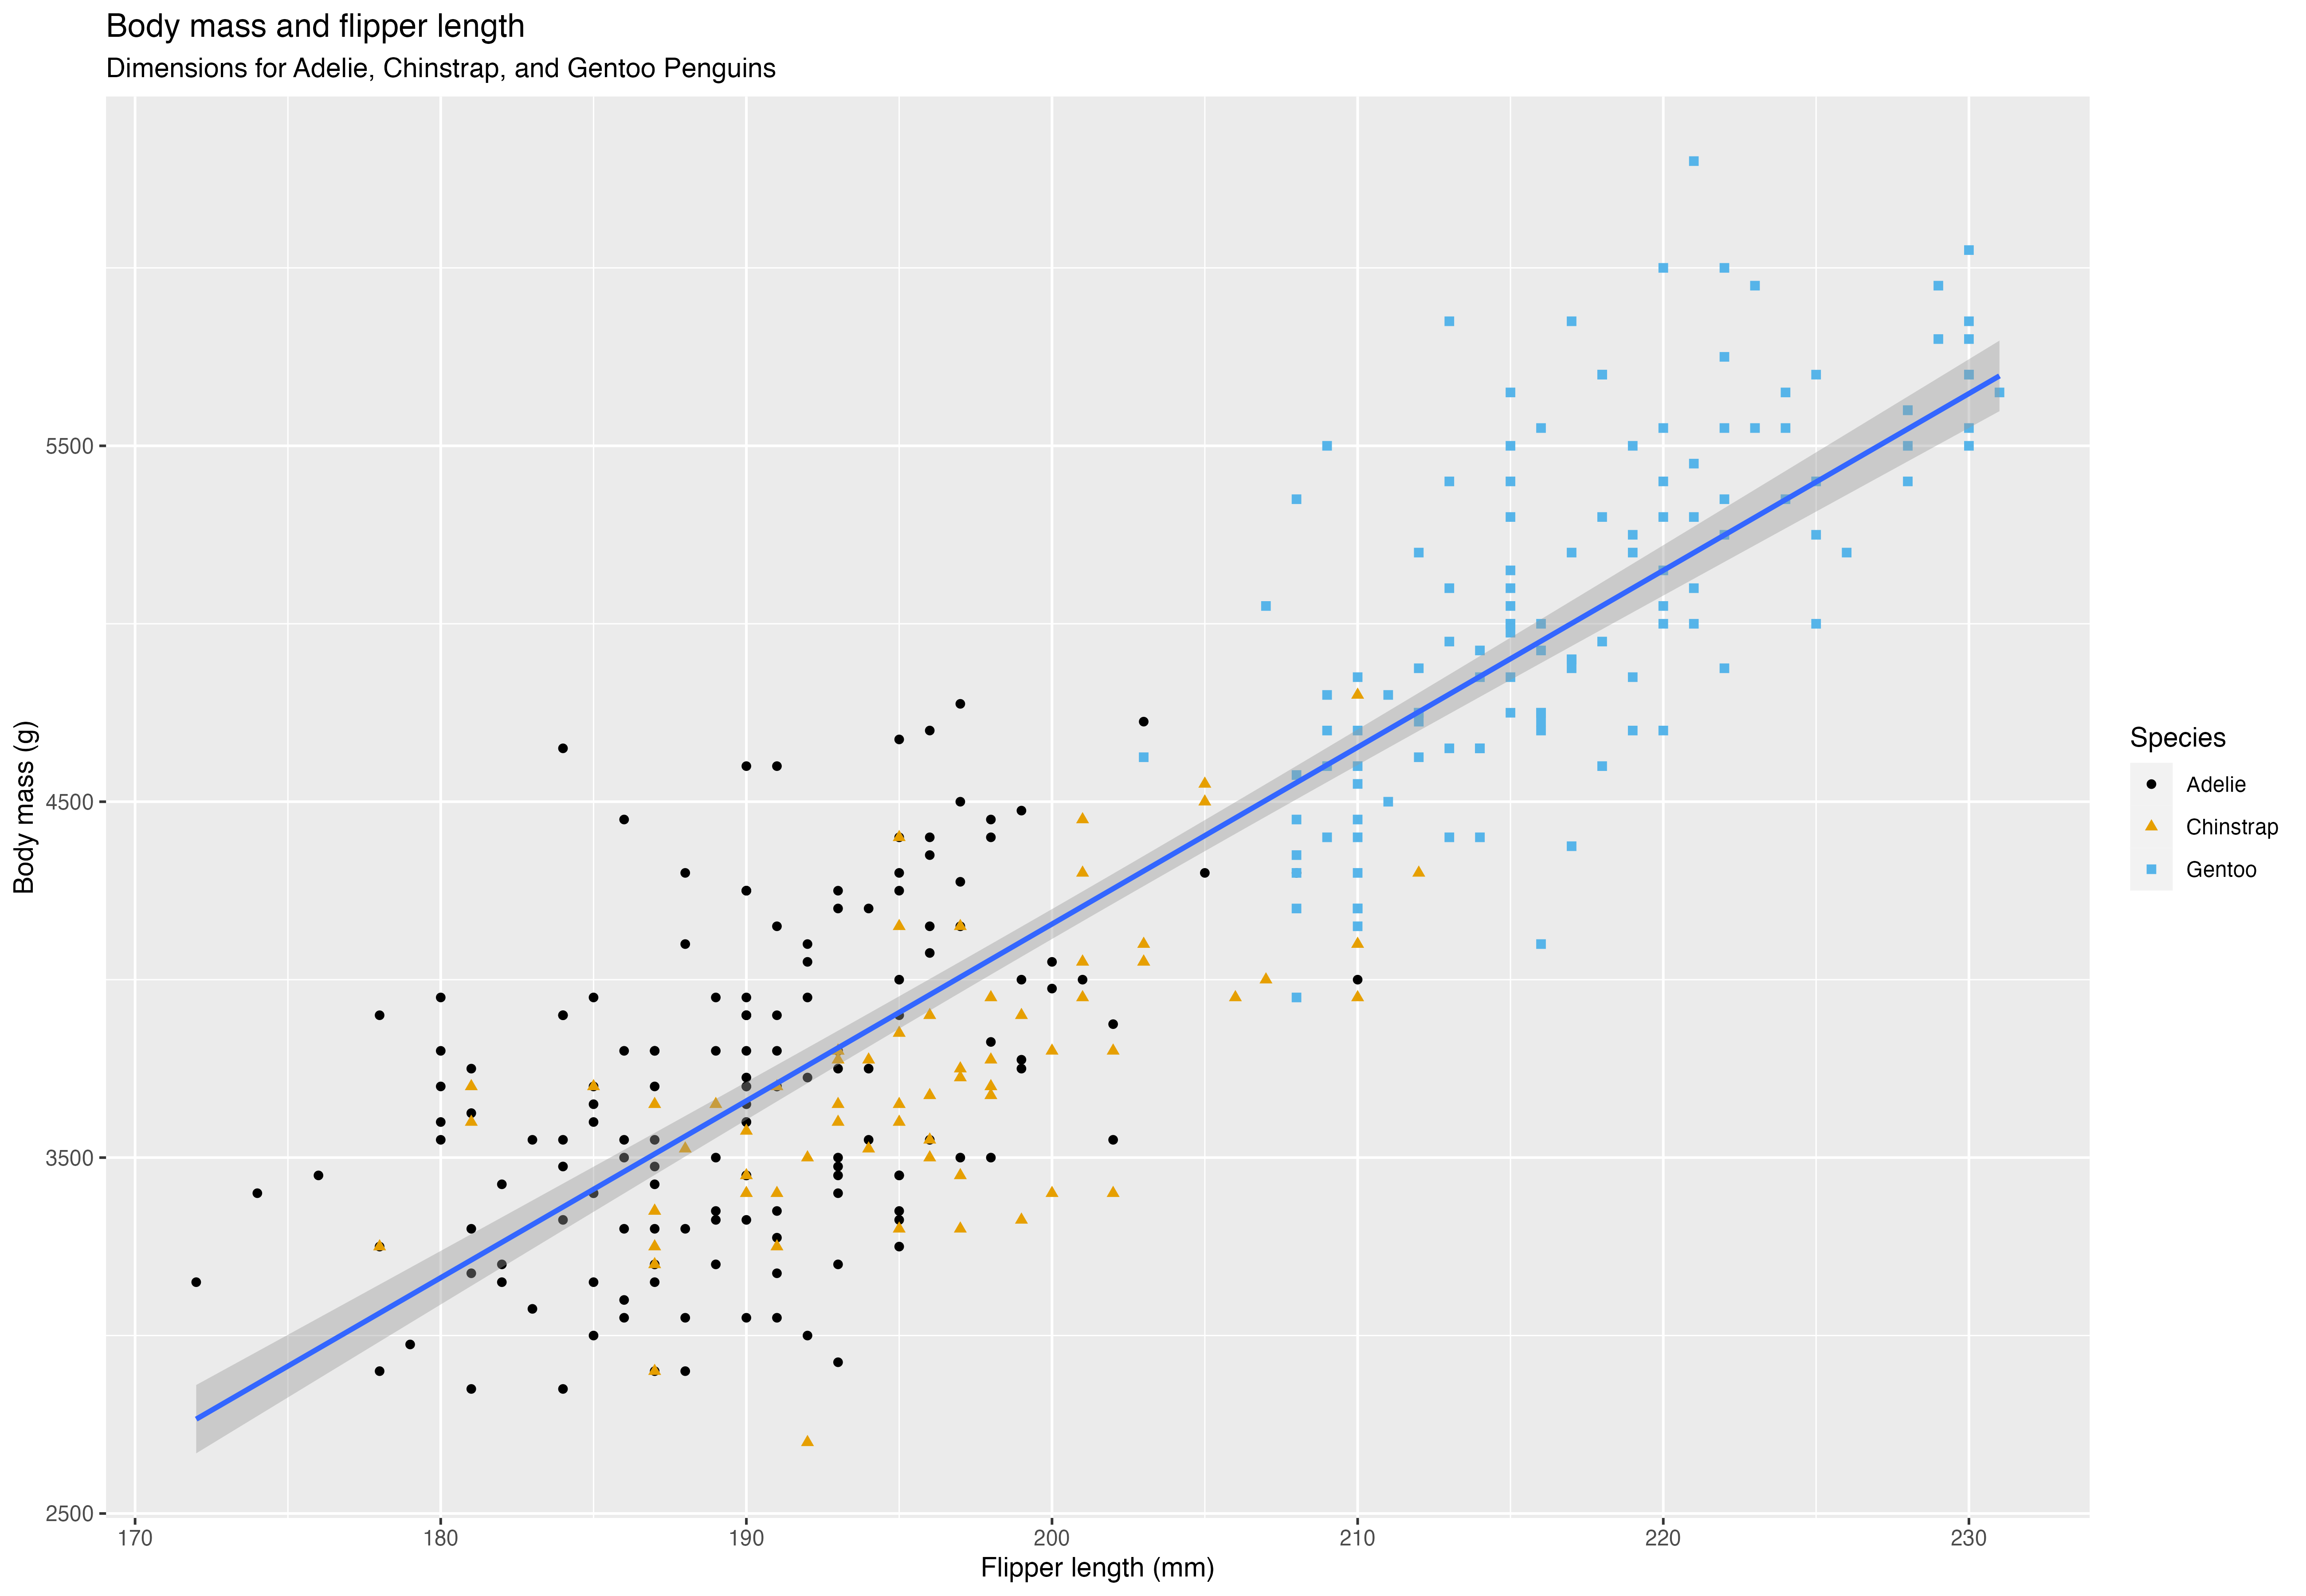 Body mass and flipper length
Dimensions for Adelie, Chinstrap, and Gentoo Penguins
Body mass (g)
5500
4500
3500
2500
170 180 190 200 210 220 230
Flipper length (mm)
Species
Adelie
Chinstrap
Gentoo